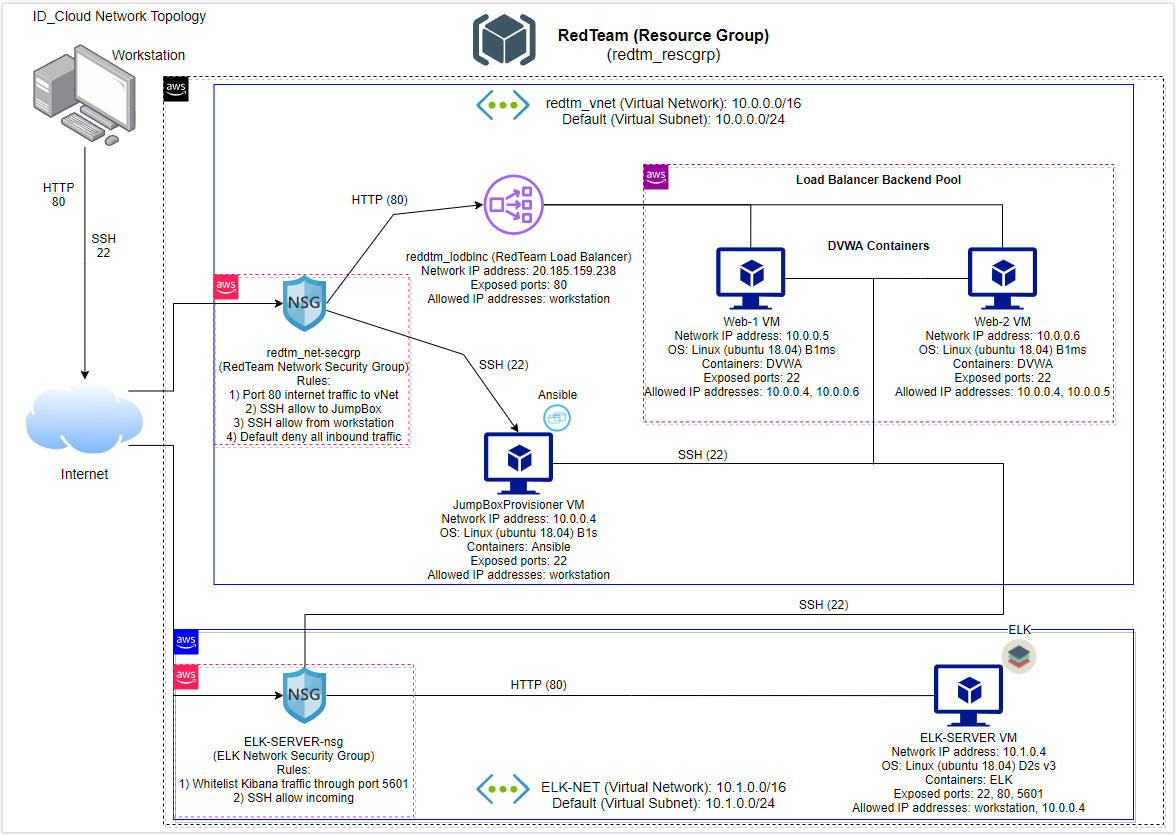 ID_Cloud Network Topology
Workstation
RedTeam (Resource Group)
(redtm_rescgrp)
aws
redtm_vnet (Virtual Network): 10.0.0.0/16
Default (Virtual Subnet): 10.0.0.0/24
HTTP
80
SSH
22
Internet
HTTP (80)
reddtm_lodblnc (RedTeam Load Balancer)
Network IP address: 20.185.159.238
Exposed ports: 80
Allowed IP addresses: workstation
aws
Load Balancer Backend Pool
DVWA Containers
Web-1 VM
Network IP address: 10.0.0.5
OS: Linux (ubuntu 18.04) B1ms
Containers: DVWA
Exposed ports: 22
Allowed IP addresses: 10.0.0.4, 10.0.0.6
Web-2 VM
Network IP address: 10.0.0.6
OS: Linux (ubuntu 18.04) B1ms
Containers: DVWA
Exposed ports: 22
Allowed IP addresses: 10.0.0.4, 10.0.0.5
aws
NSG
redtm_net-secgrp
(RedTeam Network Security Group)
Rules:
1) Port 80 internet traffic to vNet
2) SSH allow to JumpBox
3) SSH allow from workstation
4) Default deny all inbound traffic
SSH (22)
Ansible
JumpBoxProvisioner VM
Network IP address: 10.0.0.4
OS: Linux (ubuntu 18.04) B1s
Containers: Ansible
Exposed ports: 22
Allowed IP addresses: workstation
SSH (22)
SSH (22)
aws
aws
NSG
ELK-SERVER-nsg
(ELK Network Security Group)
Rules:
1) Whitelist Kibana traffic through port 5601
2) SSH allow incoming
HTTP (80)
ELK
ELK-SERVER VM
Network IP address: 10.1.0.4
OS: Linux (ubuntu 18.04) D2s v3
Containers: ELK
Exposed ports: 22, 80, 5601
Allowed IP addresses: workstation, 10.0.0.4
ELK-NET (Virtual Network): 10.1.0.0/16
Default (Virtual Subnet): 10.1.0.0/24